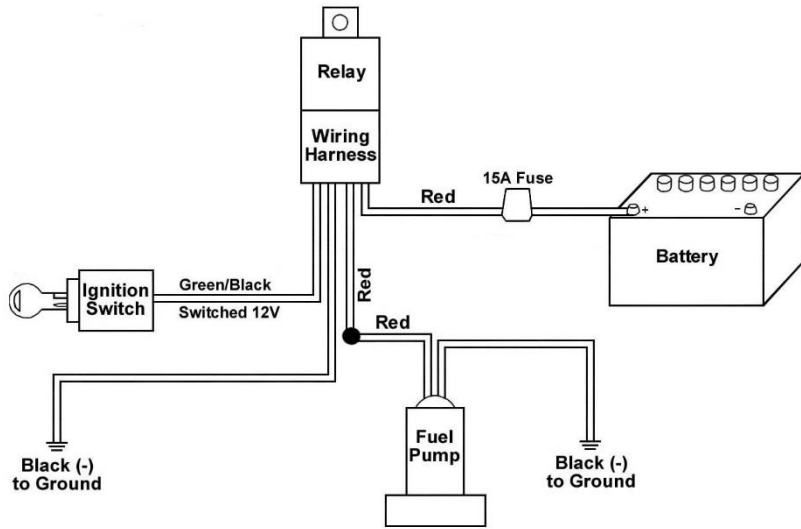 Relay
Wiring
Harness
15A Fuse
Red
+
-
Battery
Ignition
Switch
Green/Black
Switched 12V
Red
Red
Fuel
Pump
Black (-)
to Ground
Black (-)
to Ground